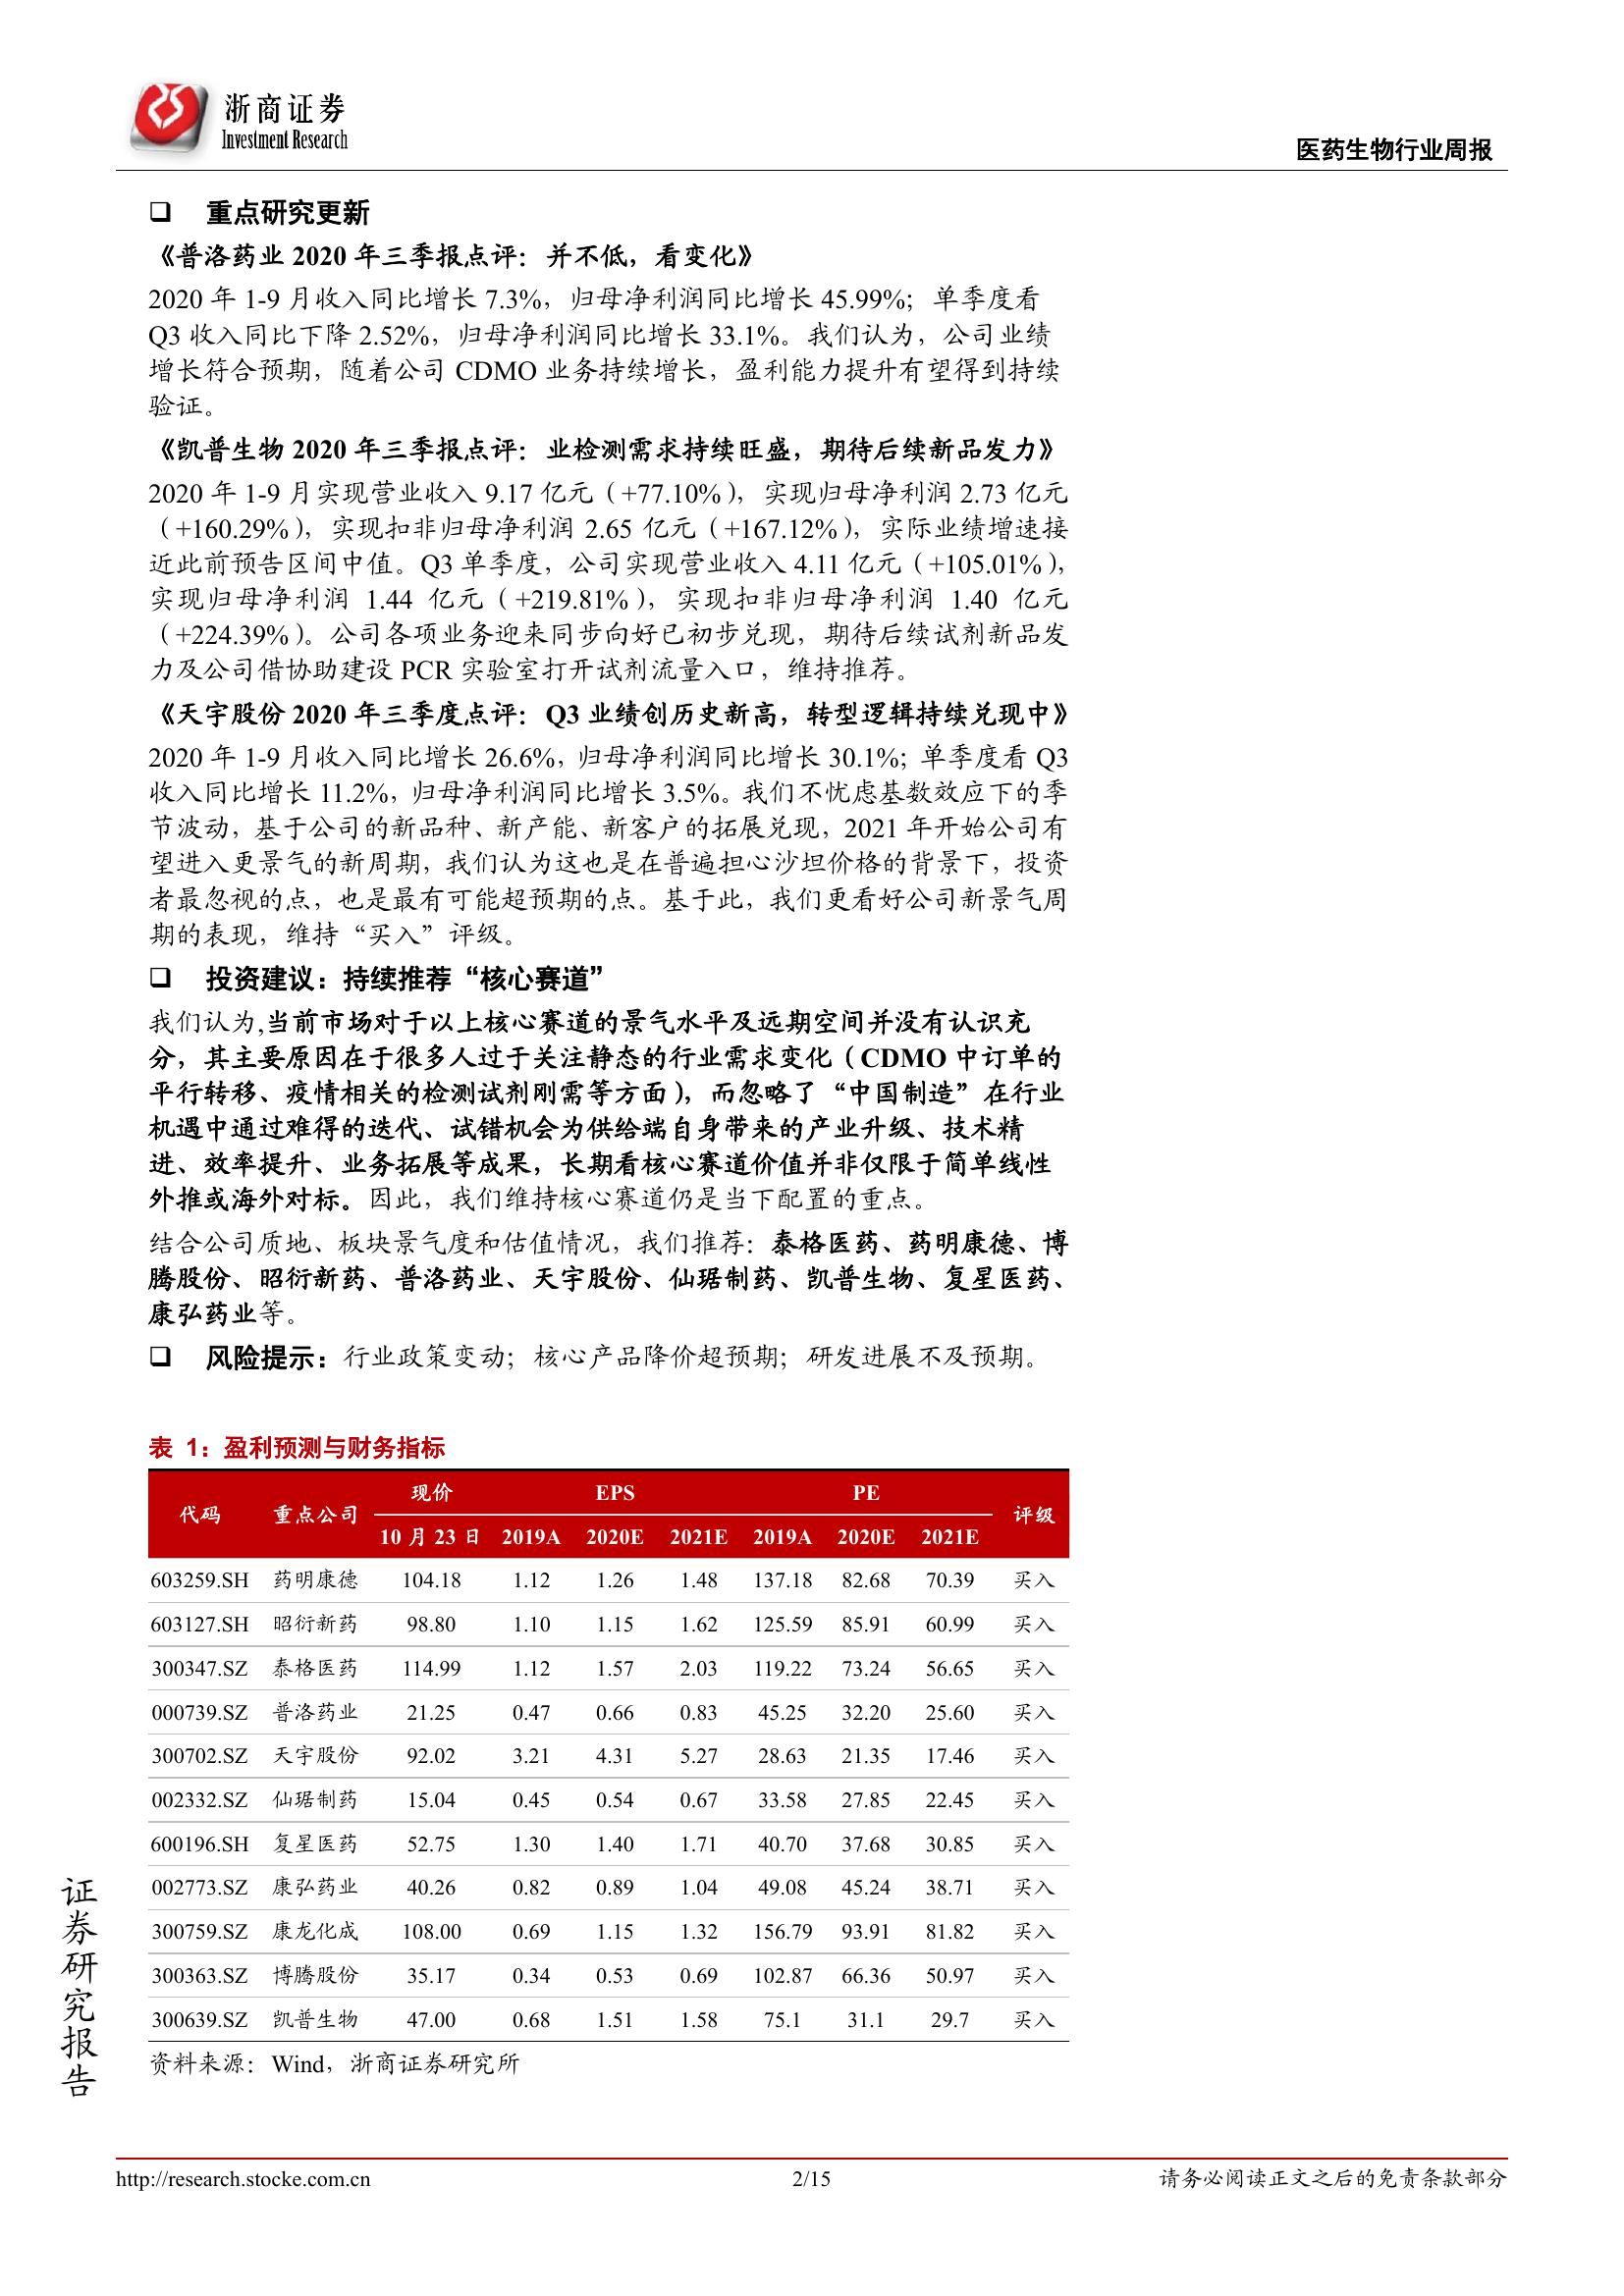 浙商证券
Investment Research
医药生物行业周报
❑ 重点研究更新
《普洛药业 2020 年三季报点评：并不低，看变化》
2020 年 1-9 月收入同比增长 7.3%，归母净利润同比增长 45.99%；单季度看
Q3 收入同比下降 2.52%，归母净利润同比增长 33.1%。我们认为，公司业绩
增长符合预期，随着公司 CDMO 业务持续增长，盈利能力提升有望得到持续
验证。
《凯普生物 2020 年三季报点评：业检测需求持续旺盛，期待后续新品发力》
2020 年 1-9 月实现营业收入 9.17 亿元（+77.10%），实现归母净利润 2.73 亿元
（+160.29%），实现扣非归母净利润 2.65 亿元（+167.12%），实际业绩增速接
近此前预告区间中值。Q3 单季度，公司实现营业收入 4.11 亿元（+105.01%），
实现归母净利润 1.44 亿元（+219.81%），实现扣非归母净利润 1.40 亿元
（+224.39%）。公司各项业务迎来同步向好已初步兑现，期待后续试剂新品发
力及公司借协助建设 PCR 实验室打开试剂流量入口，维持推荐。
《天宇股份 2020 年三季度点评：Q3 业绩创历史新高，转型逻辑持续兑现中》
2020 年 1-9 月收入同比增长 26.6%，归母净利润同比增长 30.1%；单季度看 Q3
收入同比增长 11.2%，归母净利润同比增长 3.5%。我们不忧虑基数效应下的季
节波动，基于公司的新品种、新产能、新客户的拓展兑现，2021 年开始公司有
望进入更景气的新周期，我们认为这也是在普遍担心沙坦价格的背景下，投资
者最忽视的点，也是最有可能超预期的点。基于此，我们更看好公司新景气周
期的表现，维持“买入”评级。
❑ 投资建议：持续推荐“核心赛道”
我们认为,当前市场对于以上核心赛道的景气水平及远期空间并没有认识充
分，其主要原因在于很多人过于关注静态的行业需求变化（CDMO 中订单的
平行转移、疫情相关的检测试剂刚需等方面），而忽略了“中国制造”在行业
机遇中通过难得的迭代、试错机会为供给端自身带来的产业升级、技术精
进、效率提升、业务拓展等成果，长期看核心赛道价值并非仅限于简单线性
外推或海外对标。因此，我们维持核心赛道仍是当下配置的重点。
结合公司质地、板块景气度和估值情况，我们推荐：泰格医药、药明康德、博
腾股份、昭衍新药、普洛药业、天宇股份、仙琚制药、凯普生物、复星医药、
康弘药业等。
❑ 风险提示：行业政策变动；核心产品降价超预期；研发进展不及预期。
表 1：盈利预测与财务指标
代码 重点公司 现价 EPS PE 评级
10 月 23 日 2019A 2020E 2021E 2019A 2020E 2021E
603259.SH 药明康德 104.18 1.12 1.26 1.48 137.18 82.68 70.39 买入
603127.SH 昭衍新药 98.80 1.10 1.15 1.62 125.59 85.91 60.99 买入
300347.SZ 泰格医药 114.99 1.12 1.57 2.03 119.22 73.24 56.65 买入
000739.SZ 普洛药业 21.25 0.47 0.66 0.83 45.25 32.20 25.60 买入
300702.SZ 天宇股份 92.02 3.21 4.31 5.27 28.63 21.35 17.46 买入
002332.SZ 仙琚制药 15.04 0.45 0.54 0.67 33.58 27.85 22.45 买入
600196.SH 复星医药 52.75 1.30 1.40 1.71 40.70 37.68 30.85 买入
002773.SZ 康弘药业 40.26 0.82 0.89 1.04 49.08 45.24 38.71 买入
300759.SZ 康龙化成 108.00 0.69 1.15 1.32 156.79 93.91 81.82 买入
300363.SZ 博腾股份 35.17 0.34 0.53 0.69 102.87 66.36 50.97 买入
300639.SZ 凯普生物 47.00 0.68 1.51 1.58 75.1 31.1 29.7 买入
资料来源：Wind，浙商证券研究所
证券研究报告
http://research.stocke.com.cn
2/15
请务必阅读正文之后的免责条款部分